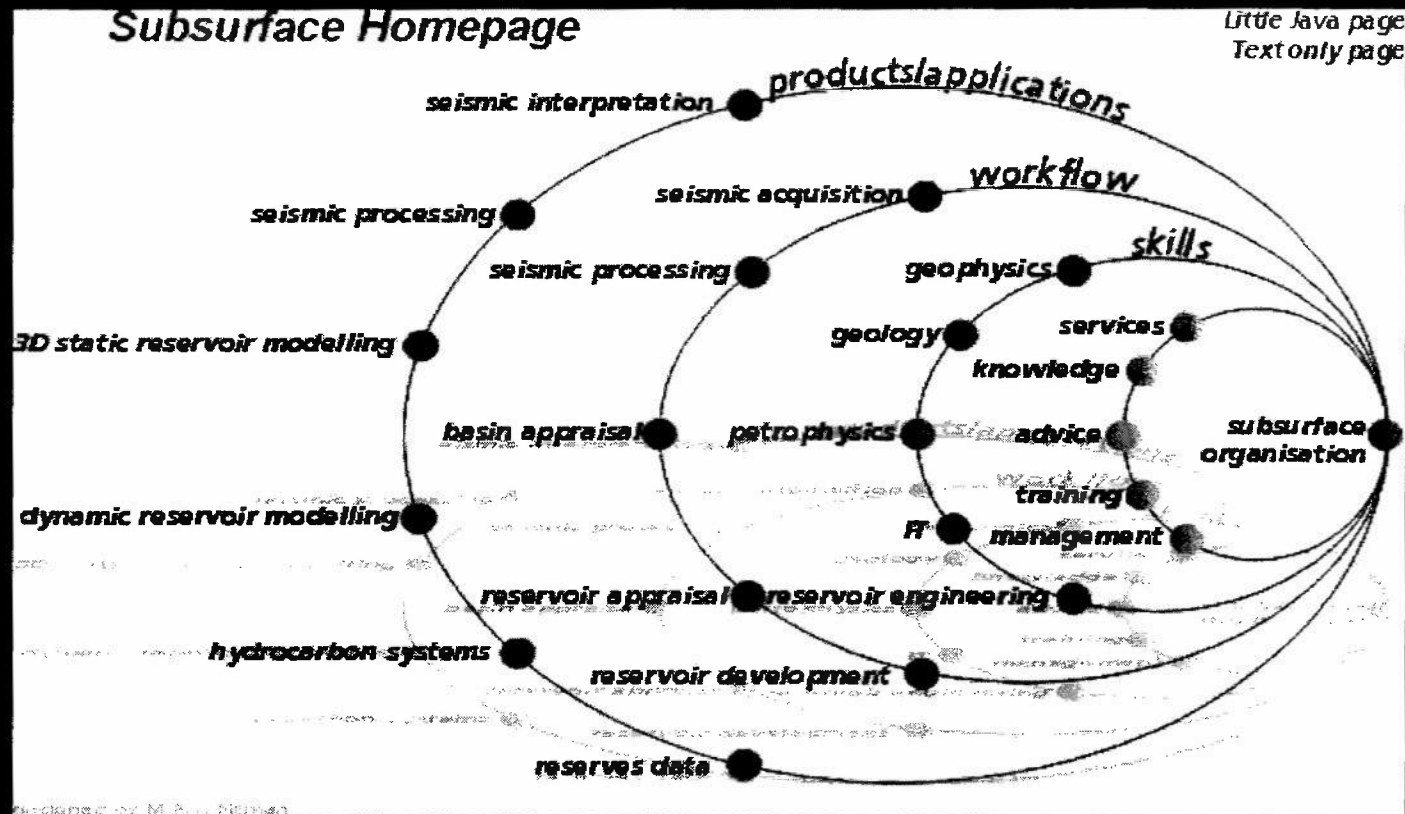 Subsurface Homepage
Little Java page
Text only page
products/applications
seismic interpretation
workflow
seismic acquisition
seismic processing
skills
seismic processing
geophysics
services
geology
3D static reservoir modelling
knowledge
basin appraisal
petrophysics
advice
subsurface
organisation
training
dynamic reservoir modelling
IT
management
reservoir appraisal
reservoir engineering
hydrocarbon systems
reservoir development
reserves data